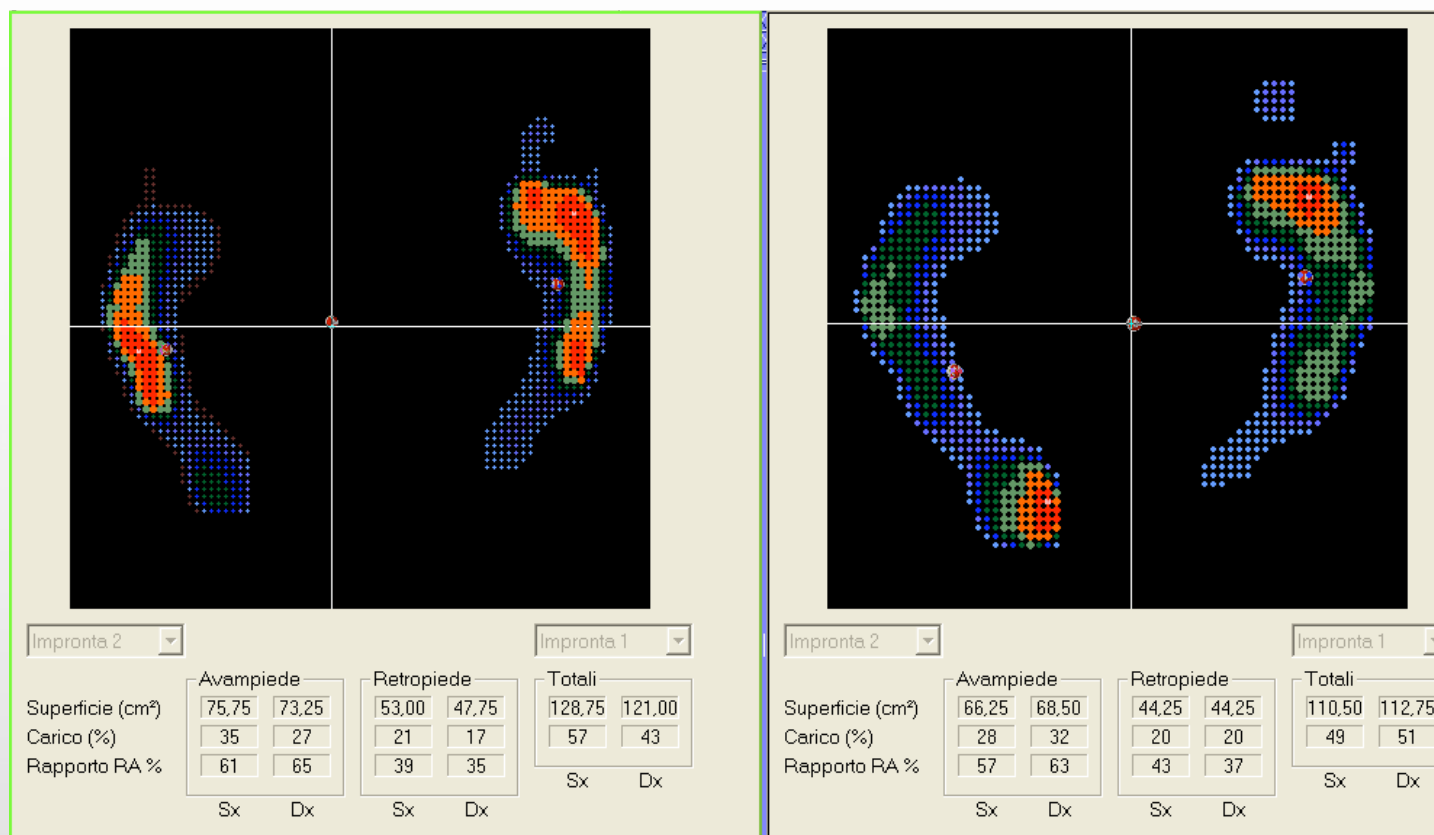 Impronta 2 Impronta 1
Avampiede Retropiede Totali
Superficie (cm²) 75,75 73,25 53,00 47,75 128,75 121,00
Carico (%) 35 27 21 17 57 43
Rapporto RA % 61 65 39 35
Sx Dx
Sx Dx Sx Dx
Impronta 2 Impronta 1
Avampiede Retropiede Totali
Superficie (cm²) 66,25 68,50 44,25 44,25 110,50 112,75
Carico (%) 28 32 20 20 49 51
Rapporto RA % 57 63 43 37
Sx Dx
Sx Dx Sx Dx